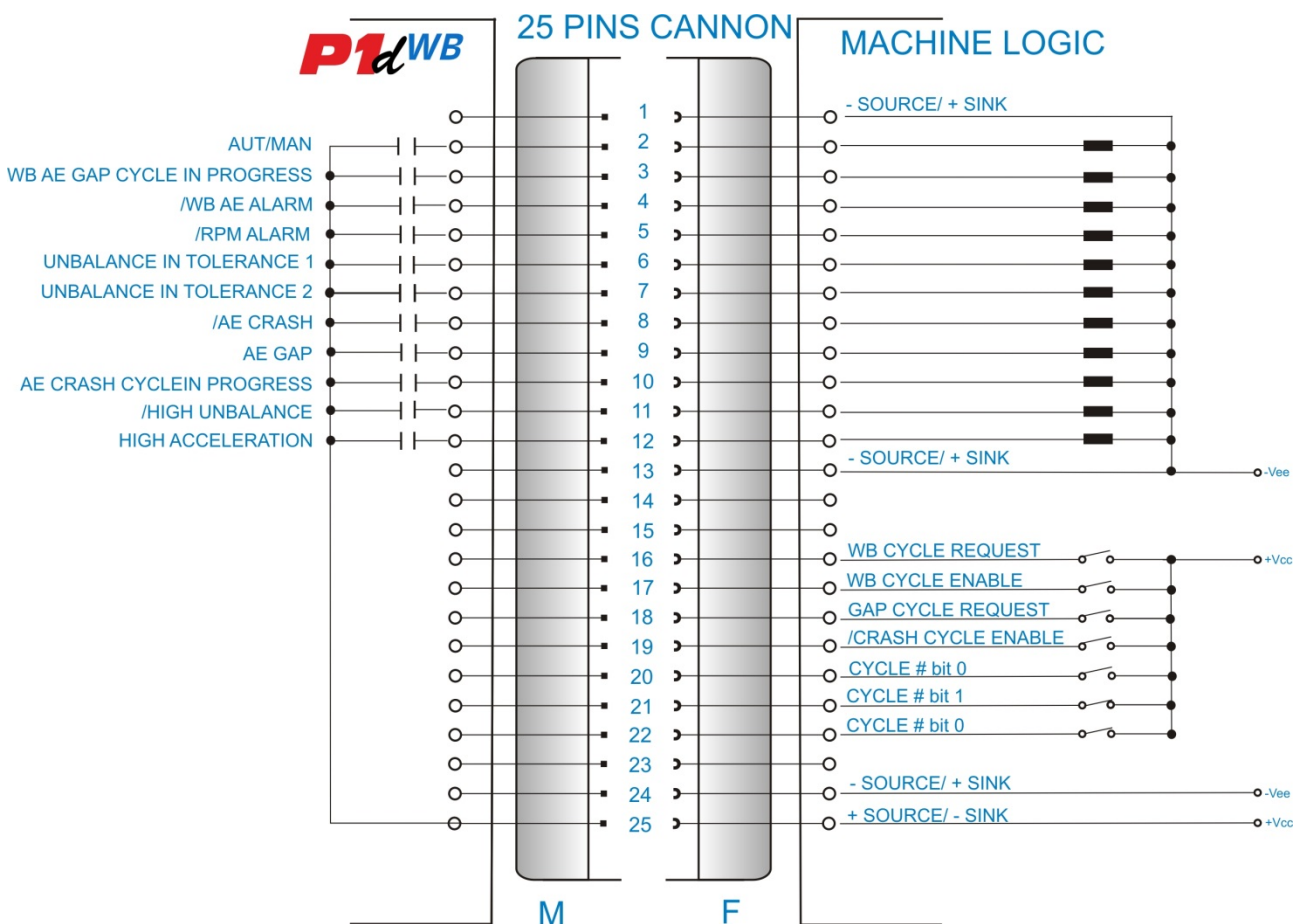 25 PINS CANNON
P1dWB
MACHINE LOGIC
1
- SOURCE/ + SINK
AUT/MAN
2
WB AE GAP CYCLE IN PROGRESS
3
/WB AE ALARM
4
/RPM ALARM
5
UNBALANCE IN TOLERANCE 1
6
UNBALANCE IN TOLERANCE 2
7
/AE CRASH
8
AE GAP
9
AE CRASH CYCLEIN PROGRESS
10
/HIGH UNBALANCE
11
HIGH ACCELERATION
12
13
- SOURCE/ + SINK
-Vee
14
15
16
WB CYCLE REQUEST
+Vcc
17
WB CYCLE ENABLE
18
GAP CYCLE REQUEST
19
/CRASH CYCLE ENABLE
20
CYCLE # bit 0
21
CYCLE # bit 1
22
CYCLE # bit 0
23
24
- SOURCE/ + SINK
-Vee
25
+ SOURCE/ - SINK
+Vcc
M
F